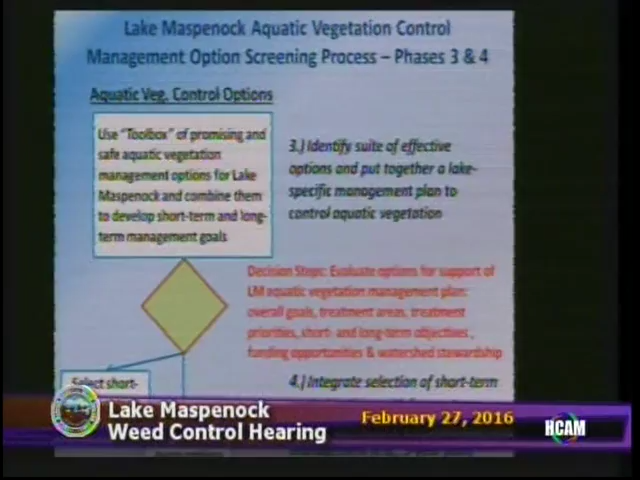 Lake Maspenock Aquatic Vegetation Control
Management Option Screening Process – Phases 3 & 4
Aquatic Veg. Control Options
Use "Toolbox" of promising and
safe aquatic vegetation
management options for Lake
Maspenock and combine them
to develop short-term and long-
term management goals
3.) Identify suite of effective
options and put together a lake-
specific management plan to
control aquatic vegetation
Decision Steps: Evaluate options for support of
LM aquatic vegetation management plan:
overall goals, treatment areas, treatment
priorities, short- and long-term objectives,
funding opportunities & watershed stewardship
Select short-
4.) Integrate selection of short-term
Lake Maspenock
Weed Control Hearing
February 27, 2016
HCAM